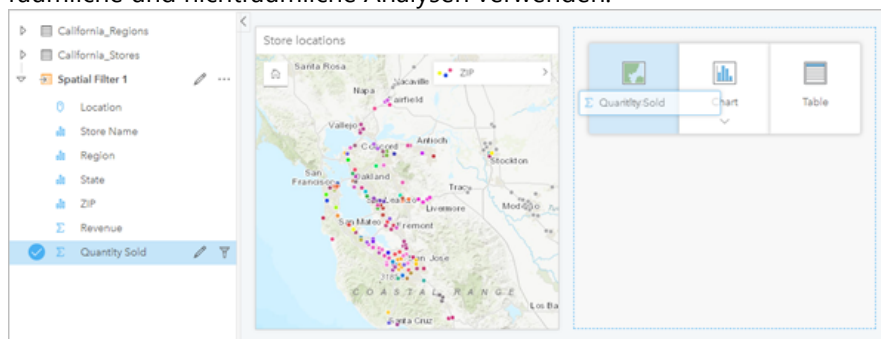 räumliche und nichträumliche Analysen verwenden.
California_Regions
California_Stores
Spatial Filter 1
Location
Store Name
Region
State
ZIP
Revenue
Quantity Sold
Store locations
ZIP
Santa Rosa
Napa
Vacaville
Fairfield
Vallejo
Concord
Antioch
Stockton
San Francisco
Oakland
Tracy
San Leandro
Livermore
Modesto
San Mateo
Fremont
San Jose
COASTAL RANGE
Los Ba
Santa Cruz
Quantity Sold
Chart
Table